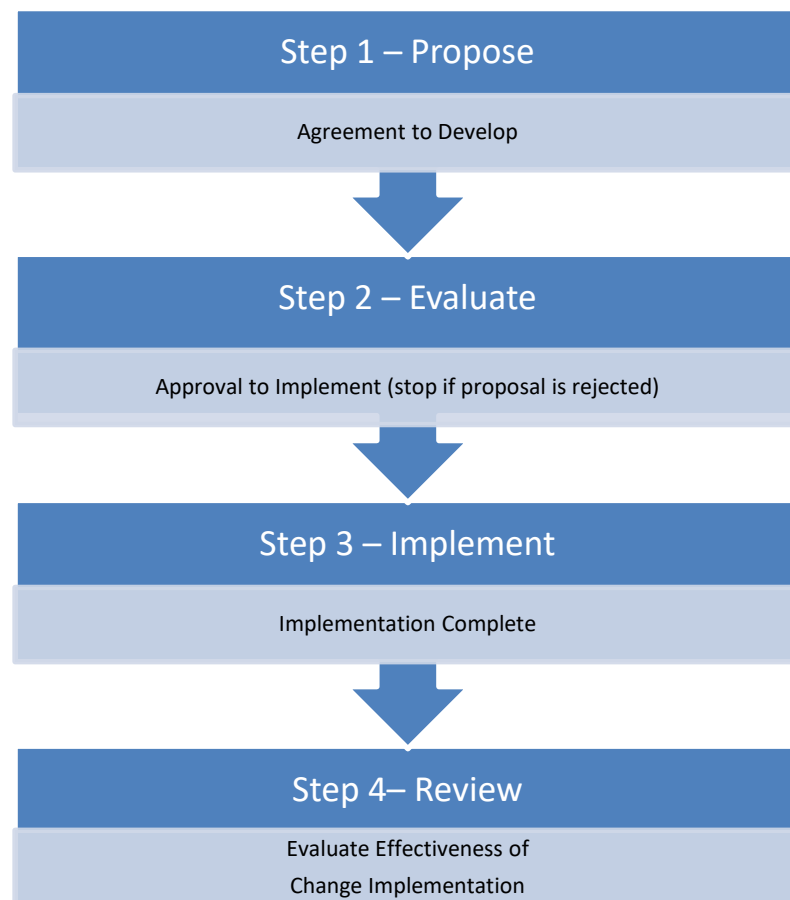 Step 1 – Propose
Agreement to Develop
Step 2 – Evaluate
Approval to Implement (stop if proposal is rejected)
Step 3 – Implement
Implementation Complete
Step 4– Review
Evaluate Effectiveness of
Change Implementation